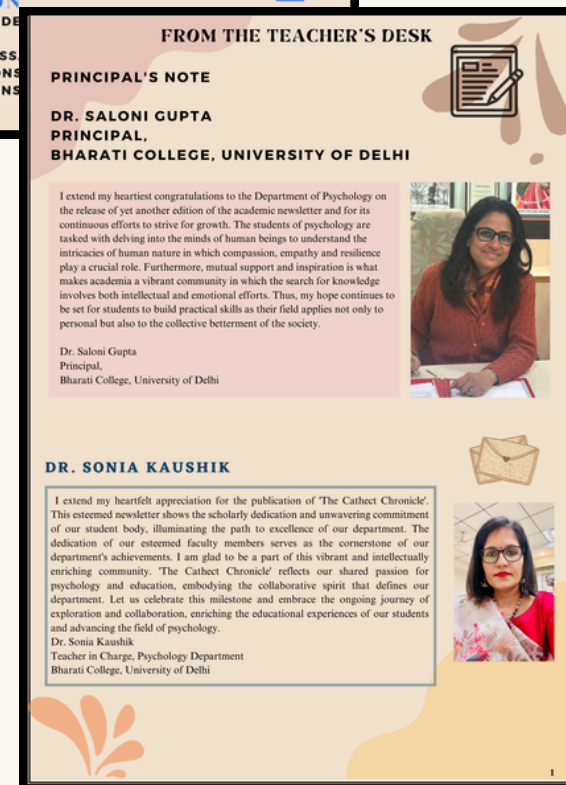 DE
SS
ONS
NS
FROM THE TEACHER'S DESK
PRINCIPAL'S NOTE
DR. SALONI GUPTA
PRINCIPAL,
BHARATI COLLEGE, UNIVERSITY OF DELHI
I extend my heartiest congratulations to the Department of Psychology on
the release of yet another edition of the academic newsletter and for its
continuous efforts to strive for growth. The students of psychology are
tasked with delving into the minds of human beings to understand the
intricacies of human nature in which compassion, empathy and resilience
play a crucial role. Furthermore, mutual support and inspiration is what
makes academia a vibrant community in which the search for knowledge
involves both intellectual and emotional efforts. Thus, my hope continues to
be set for students to build practical skills as their field applies not only to
personal but also to the collective betterment of the society.
Dr. Saloni Gupta
Principal,
Bharati College, University of Delhi
DR. SONIA KAUSHIK
I extend my heartfelt appreciation for the publication of 'The Cathect Chronicle'.
This esteemed newsletter shows the scholarly dedication and unwavering commitment
of our student body, illuminating the path to excellence of our department. The
dedication of our esteemed faculty members serves as the cornerstone of our
department's achievements. I am glad to be a part of this vibrant and intellectually
enriching community. 'The Cathect Chronicle' reflects our shared passion for
psychology and education, embodying the collaborative spirit that defines our
department. Let us celebrate this milestone and embrace the ongoing journey of
exploration and collaboration, enriching the educational experiences of our students
and advancing the field of psychology.
Dr. Sonia Kaushik
Teacher in Charge, Psychology Department
Bharati College, University of Delhi
1